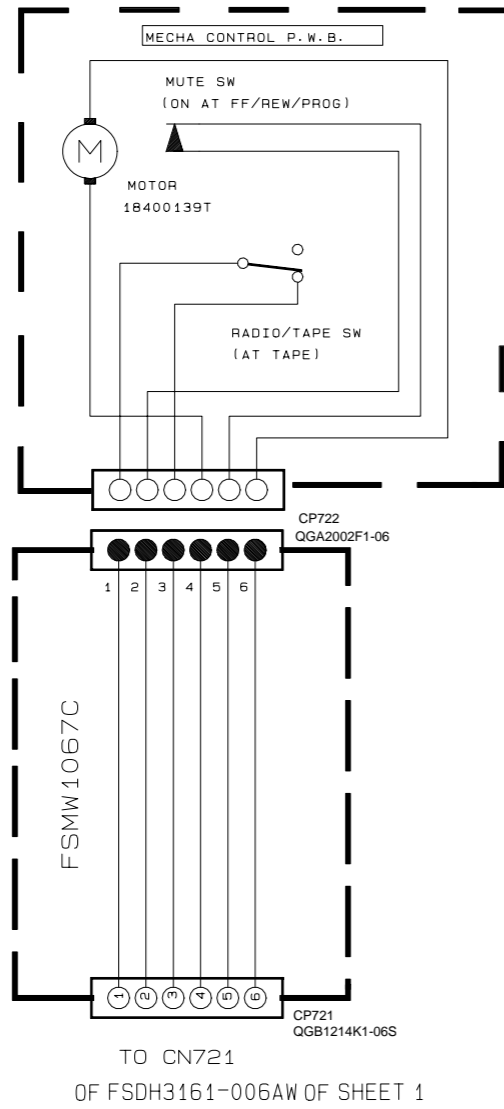 MECHA CONTROL P.W.B.
MUTE SW
(ON AT FF/REW/PROG)
M
MOTOR
18400139T
RADIO/TAPE SW
(AT TAPE)
CP722
QGA2002F1-06
1 2 3 4 5 6
FSMW1067C
1 2 3 4 5 6
CP721
QGB1214K1-06S
TO CN721
OF FSDH3161-006AW OF SHEET 1